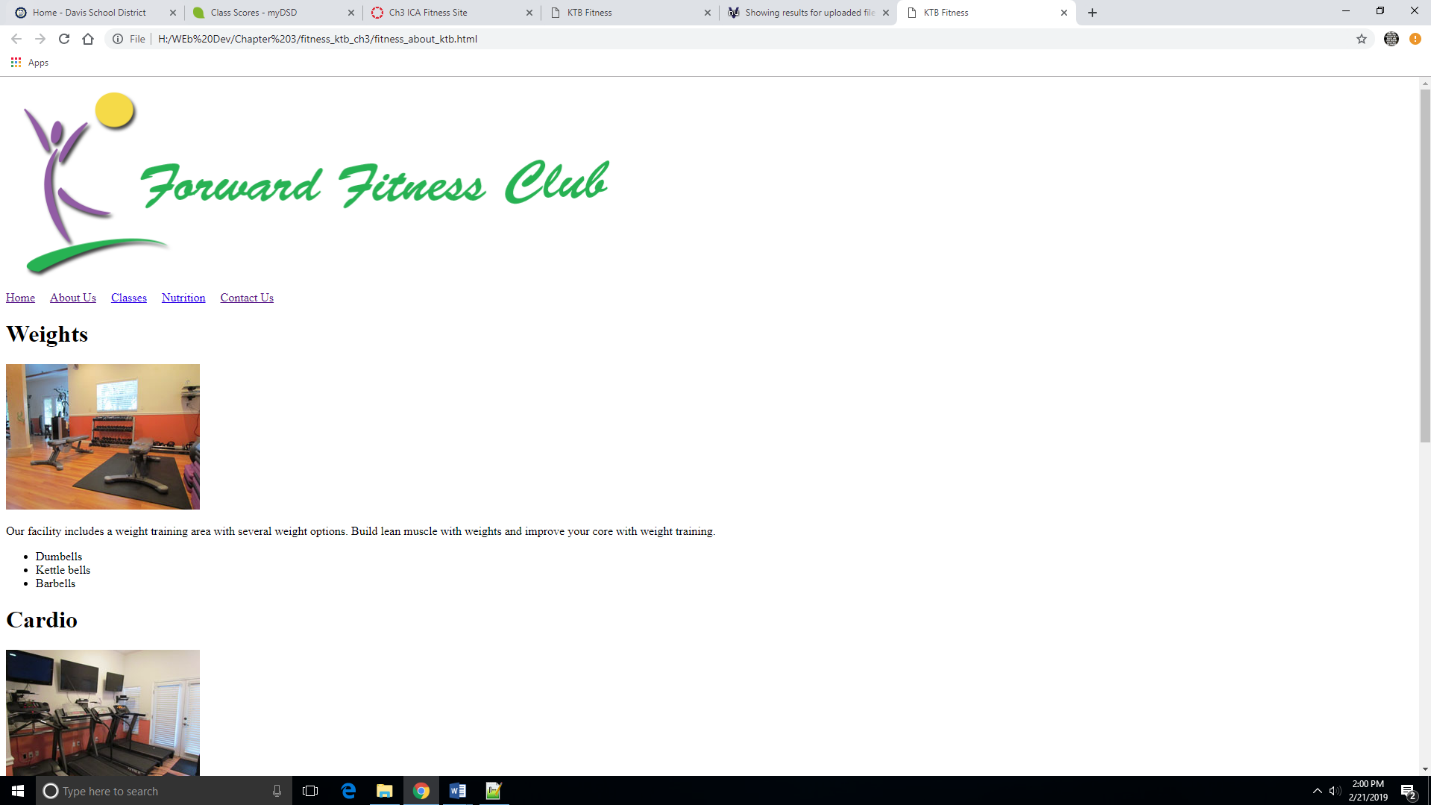 Home - Davis School District
Class Scores - myDSD
Ch3 ICA Fitness Site
KTB Fitness
Showing results for uploaded file
KTB Fitness
File
H:/WEb%20Dev/Chapter%203/fitness_ktb_ch3/fitness_about_ktb.html
Apps
Forward Fitness Club
Home About Us Classes Nutrition Contact Us
Weights
Our facility includes a weight training area with several weight options. Build lean muscle with weights and improve your core with weight training.
• Dumbells
• Kettle bells
• Barbells
Cardio
Type here to search
2:00 PM
2/21/2019
2